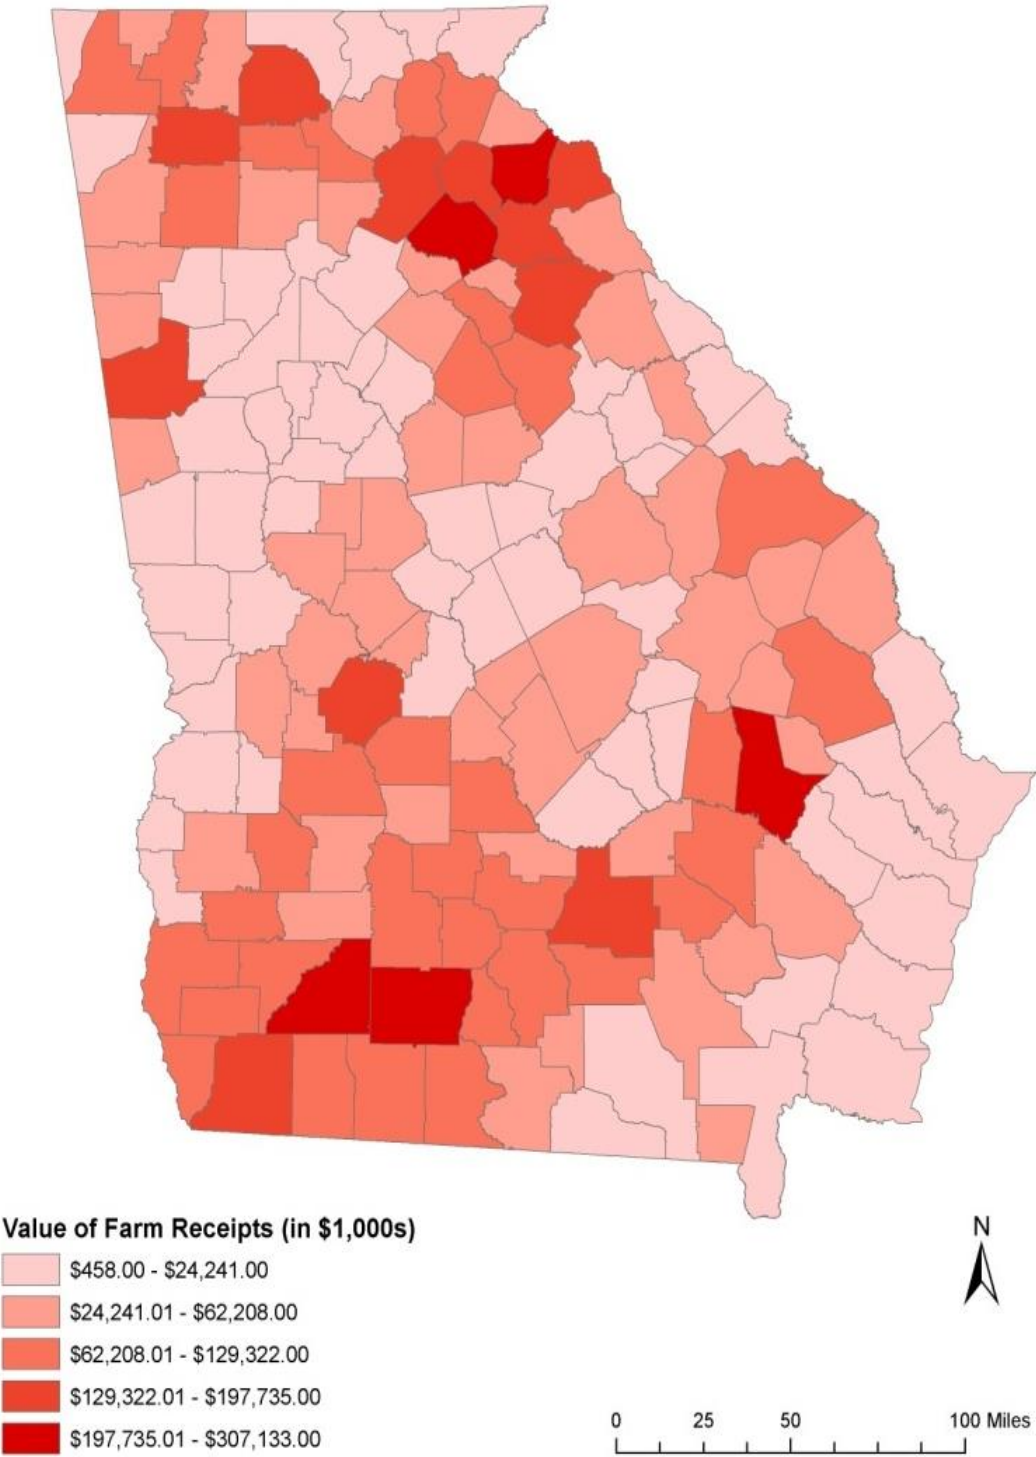 Value of Farm Receipts (in $1,000s)
$458.00 - $24,241.00
$24,241.01 - $62,208.00
$62,208.01 - $129,322.00
$129,322.01 - $197,735.00
$197,735.01 - $307,133.00
N
0 25 50 100 Miles